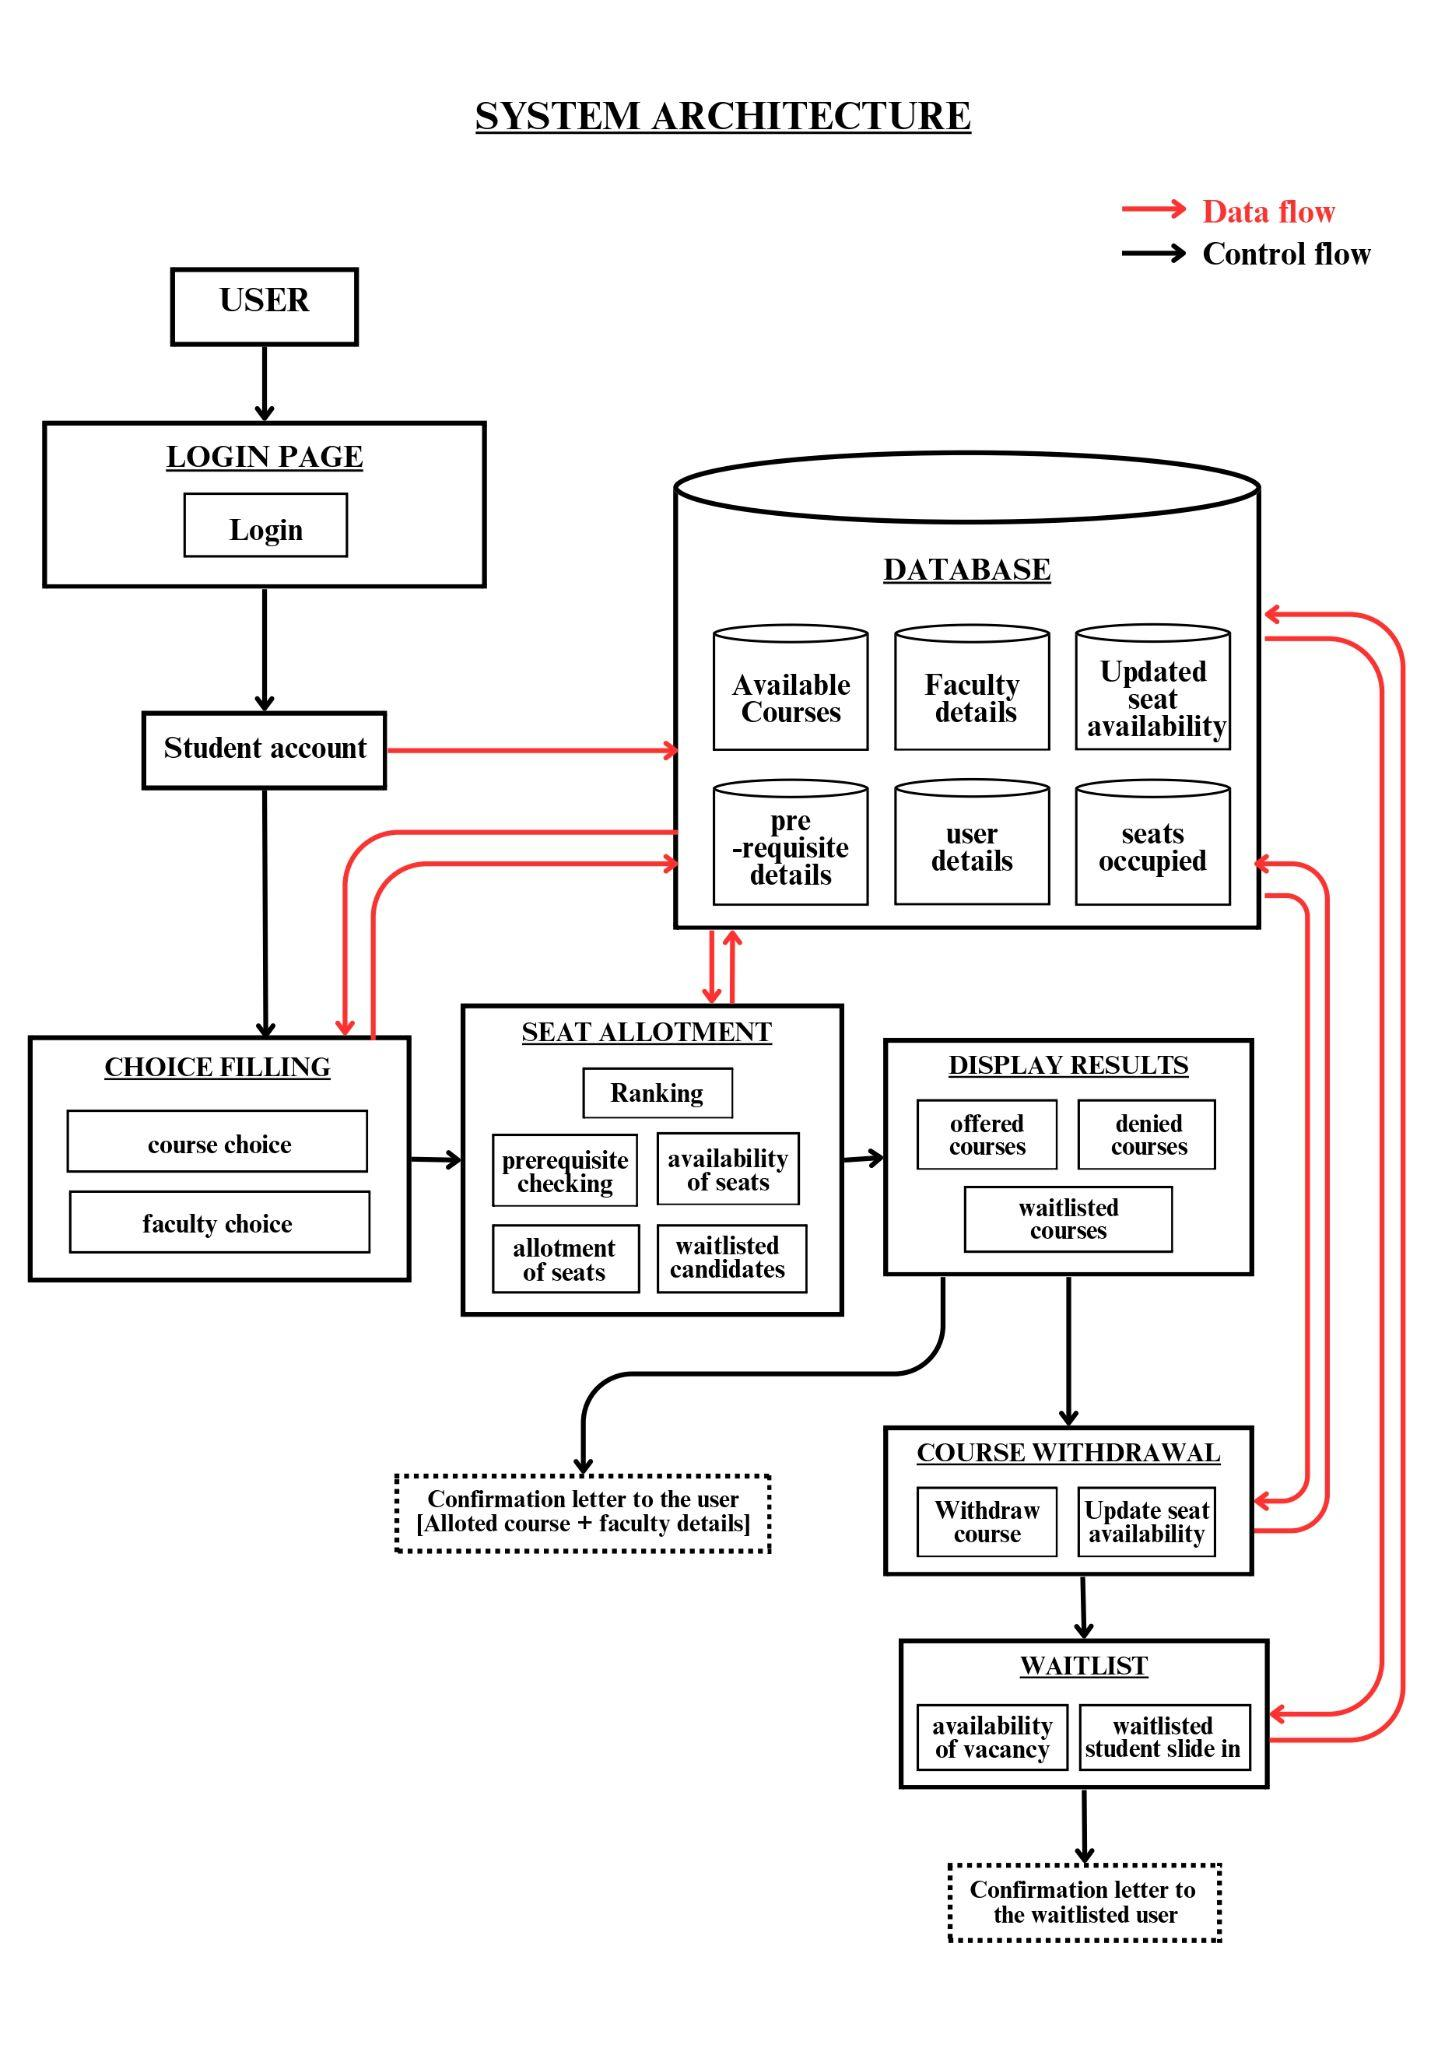 SYSTEM ARCHITECTURE
Data flow
Control flow
USER
LOGIN PAGE
Login
DATABASE
Available
Courses
Faculty
details
Updated
seat
availability
Student account
pre
-requisite
details
user
details
seats
occupied
CHOICE FILLING
course choice
faculty choice
SEAT ALLOTMENT
Ranking
prerequisite
checking
availability
of seats
allotment
of seats
waitlisted
candidates
DISPLAY RESULTS
offered
courses
denied
courses
waitlisted
courses
Confirmation letter to the user
[Alloted course + faculty details]
COURSE WITHDRAWAL
Withdraw
course
Update seat
availability
WAITLIST
availability
of vacancy
waitlisted
student slide in
Confirmation letter to
the waitlisted user